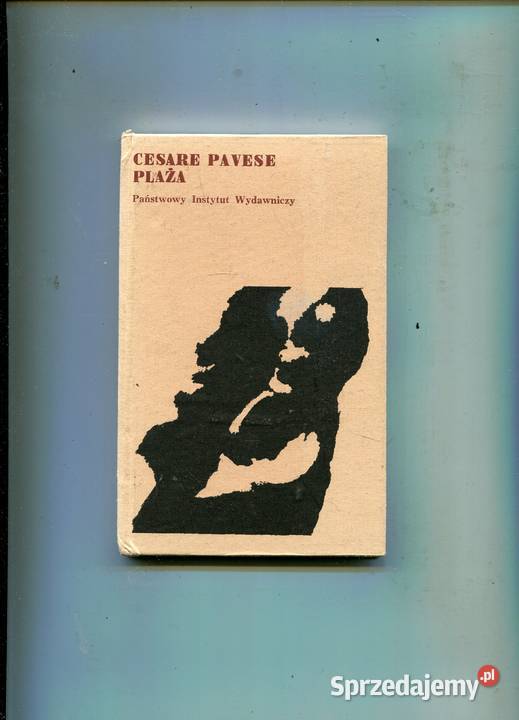 CESARE PAVESE
PLAŻA
Państwowy Instytut Wydawniczy
Sprzedajemy.pl